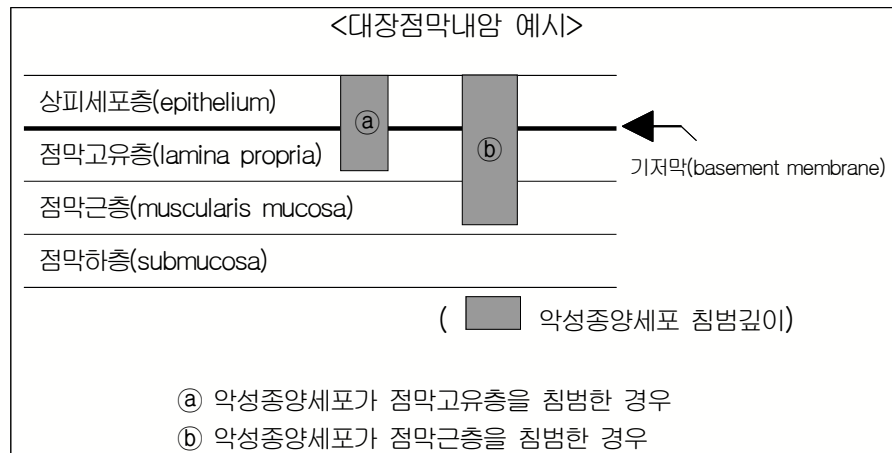 <대장점막내암 예시>
상피세포층(epithelium)
ⓐ
점막고유층(lamina propria)
ⓑ
기저막(basement membrane)
점막근층(muscularis mucosa)
점막하층(submucosa)
( 악성종양세포 침범깊이)
ⓐ 악성종양세포가 점막고유층을 침범한 경우
ⓑ 악성종양세포가 점막근층을 침범한 경우